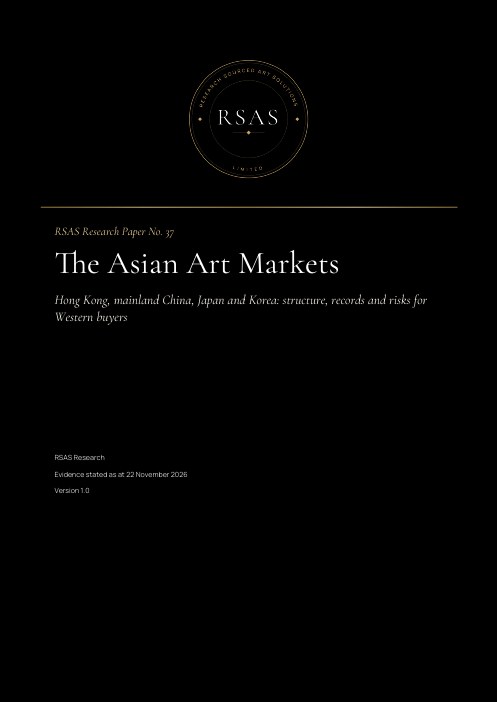 RESEARCH SOURCED ART SOLUTIONS
RSAS
LIMITED
RSAS Research Paper No. 37
The Asian Art Markets
Hong Kong, mainland China, Japan and Korea: structure, records and risks for
Western buyers
RSAS Research
Evidence stated as at 22 November 2026
Version 1.0